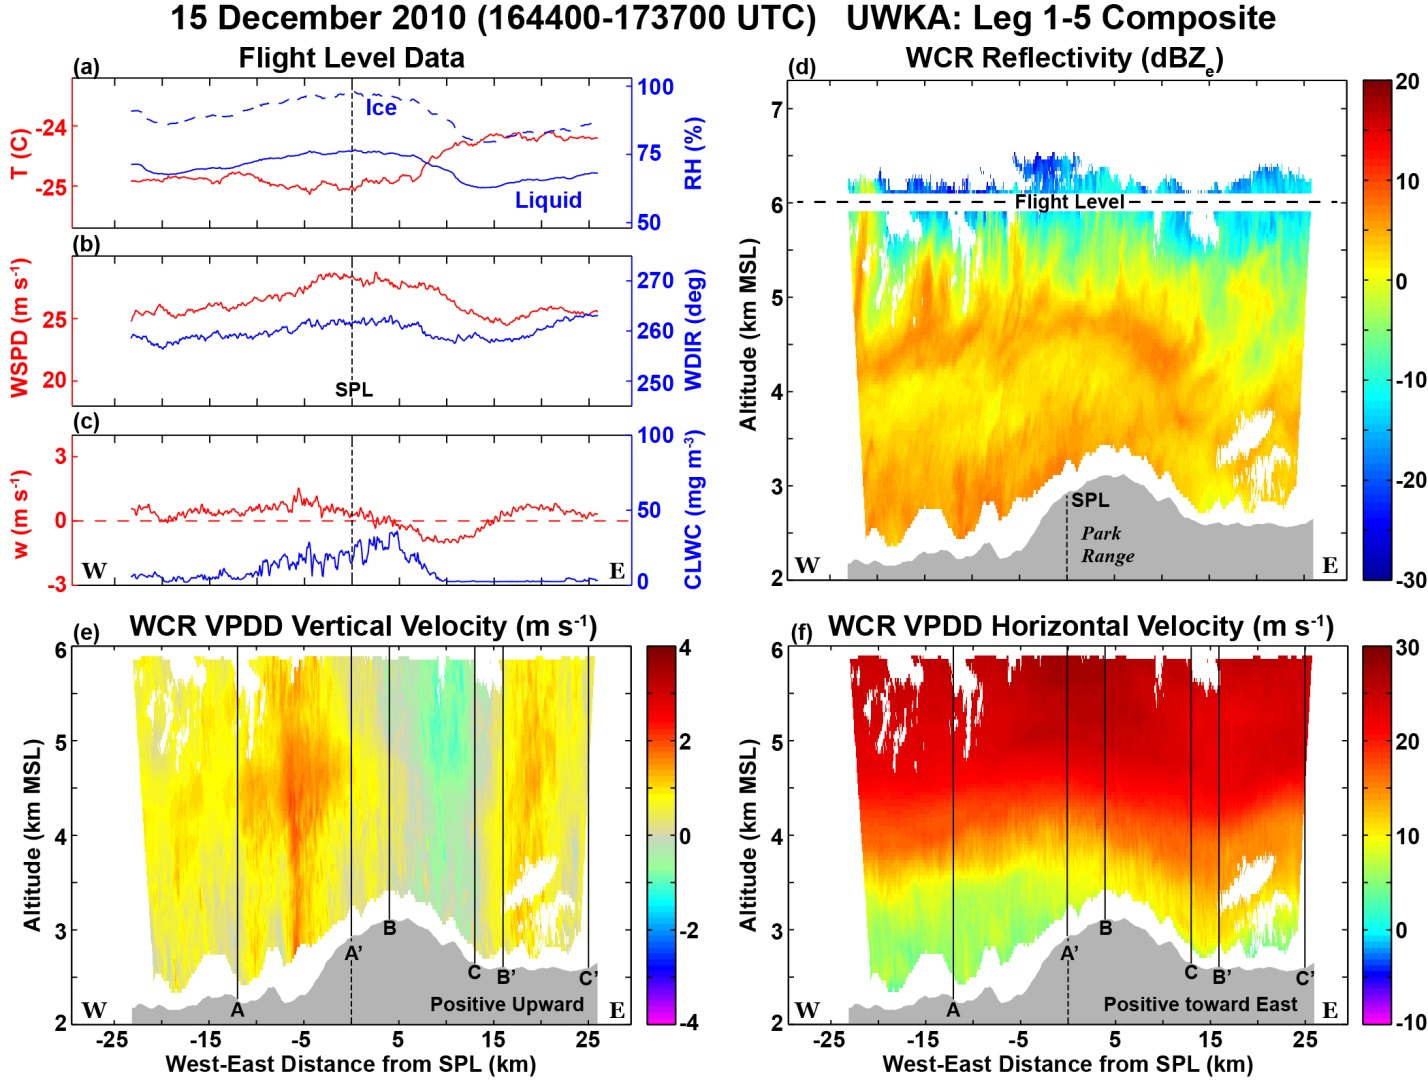 15 December 2010 (164400-173700 UTC) UWKA: Leg 1-5 Composite
(a) Flight Level Data
T (C)
-24
-25
Ice
Liquid
100
75
50
RH (%)
(b)
WSPD (m s-1)
25
20
SPL
270
260
250
WDIR (deg)
(c)
w (m s-1)
3
0
-3
W
E
100
50
0
CLWC (mg m-3)
(d) WCR Reflectivity (dBZe)
Altitude (km MSL)
7
6
5
4
3
2
Flight Level
SPL
Park
Range
W
E
20
10
0
-10
-20
-30
(e) WCR VPDD Vertical Velocity (m s-1)
Altitude (km MSL)
6
5
4
3
2
A
A'
B
C
B'
C'
W
Positive Upward
E
-25
-15
-5
5
15
25
West-East Distance from SPL (km)
4
2
0
-2
-4
(f) WCR VPDD Horizontal Velocity (m s-1)
Altitude (km MSL)
6
5
4
3
2
A
A'
B
C
B'
C'
W
Positive toward East
E
-25
-15
-5
5
15
25
West-East Distance from SPL (km)
30
20
10
0
-10